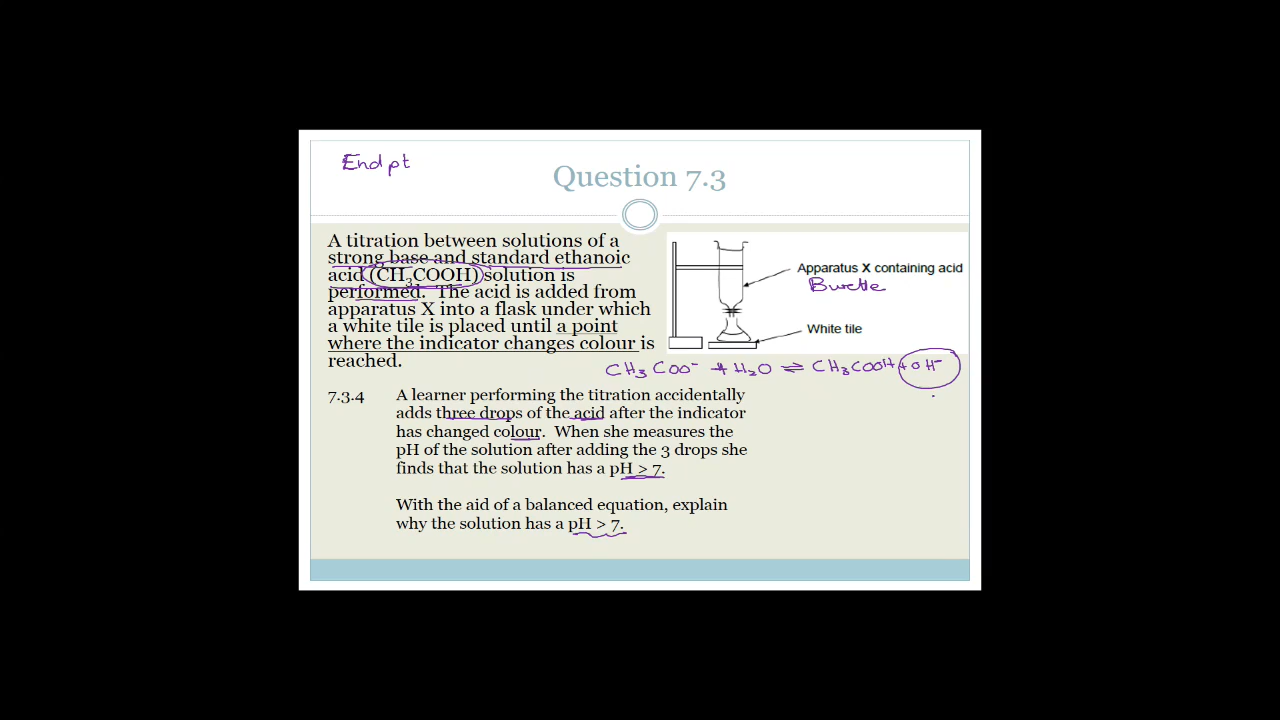 End pt
Question 7.3
A titration between solutions of a
strong base and standard ethanoic
acid (CH₃COOH) solution is
performed. The acid is added from
apparatus X into a flask under which
a white tile is placed until a point
where the indicator changes colour is
reached.
Apparatus X containing acid
Burette
White tile
CH₃COO⁻ + H₂O ⇌ CH₃COOH + OH⁻
7.3.4 A learner performing the titration accidentally
adds three drops of the acid after the indicator
has changed colour. When she measures the
pH of the solution after adding the 3 drops she
finds that the solution has a pH > 7.
With the aid of a balanced equation, explain
why the solution has a pH > 7.